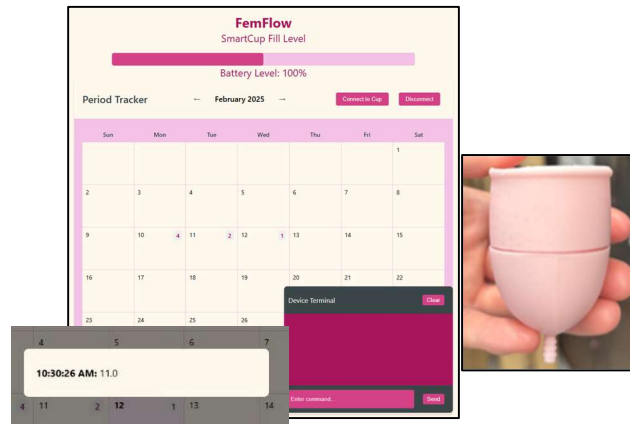 FemFlow
SmartCup Fill Level
Battery Level: 100%
Period Tracker ← February 2025 → Connect to Cup Disconnect
Sun Mon Tue Wed Thu Fri Sat
1
2 3 4 5 6 7 8
9 10 4 11 2 12 1 13 14 15
16 17 18 19 20 21 22
Device Terminal Clear
23 24 25 26
4 5 6 7
10:30:26 AM: 11.0
Enter command... Send
4 11 2 12 1 13 14